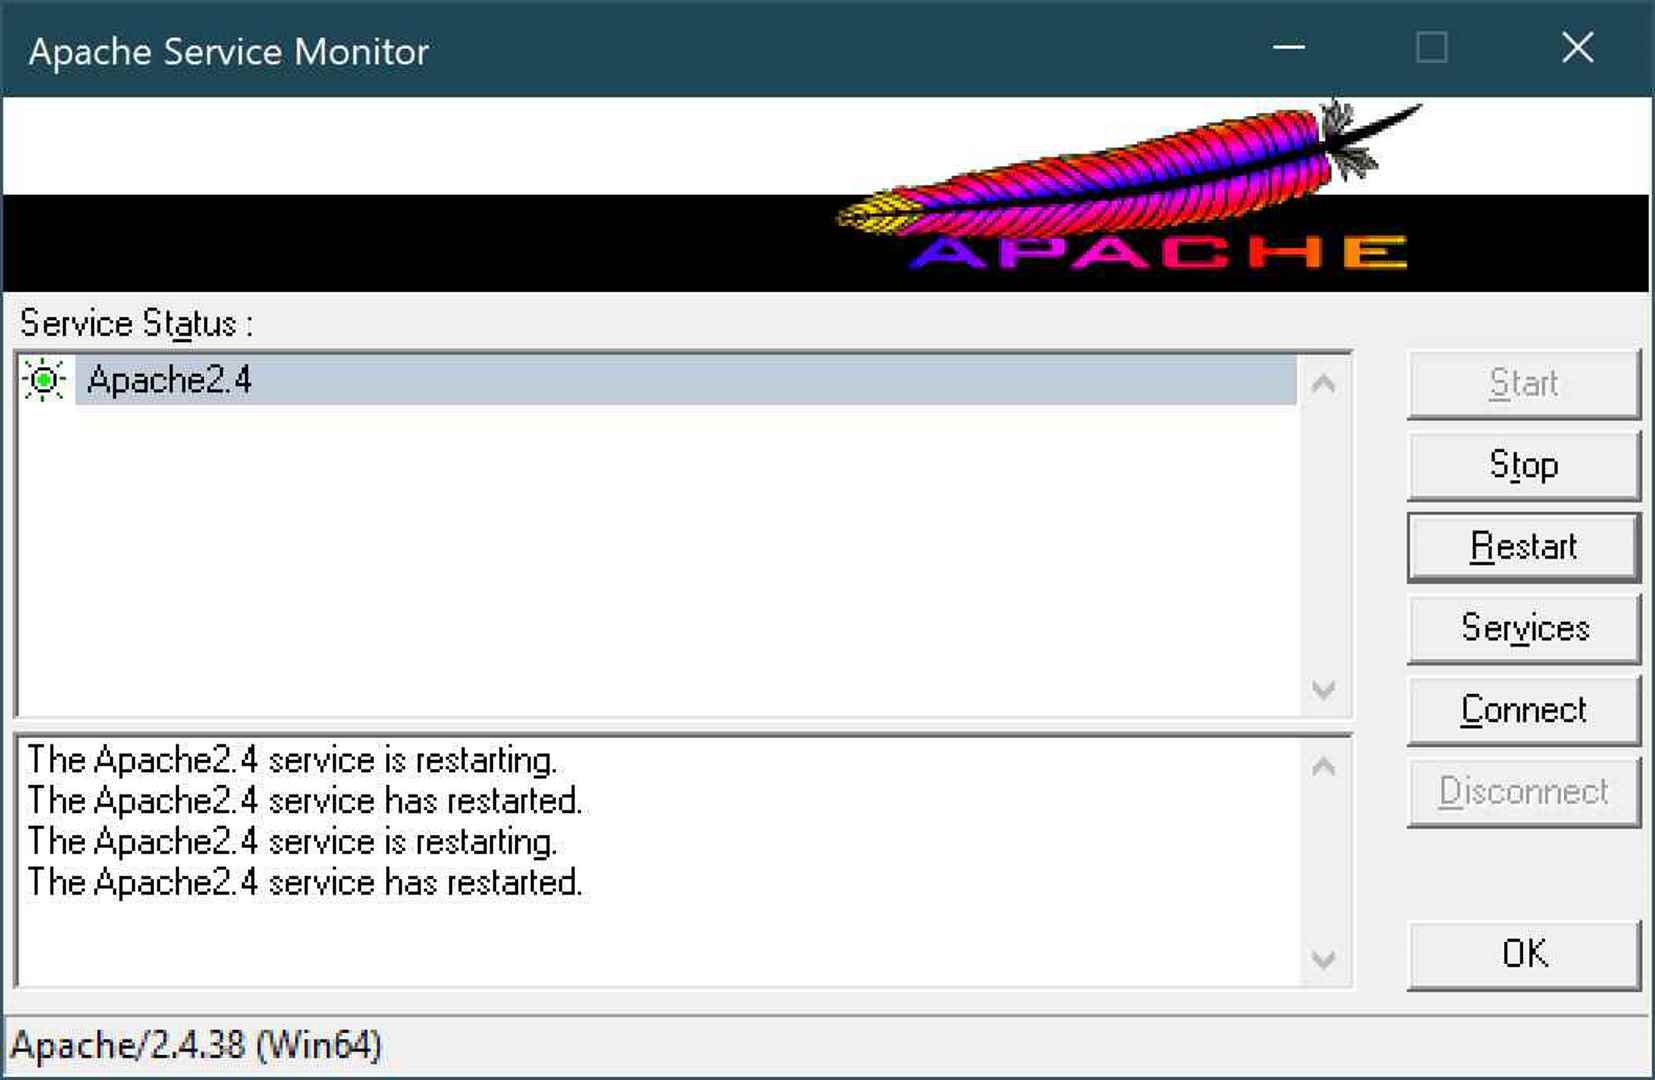 Apache Service Monitor
APACHE
Service Status :
Apache2.4
Start
Stop
Restart
Services
Connect
Disconnect
The Apache2.4 service is restarting.
The Apache2.4 service has restarted.
The Apache2.4 service is restarting.
The Apache2.4 service has restarted.
OK
Apache/2.4.38 (Win64)